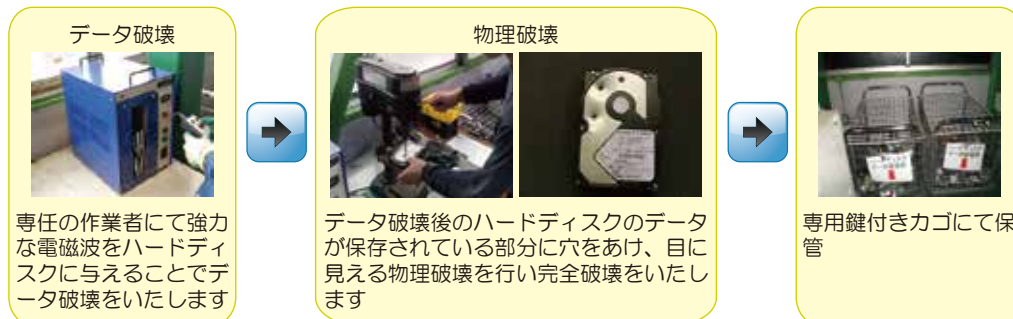 データ破壊
専任の作業者にて強力
な電磁波をハードディ
スクに与えることでデ
ータ破壊をいたします
物理破壊
データ破壊後のハードディスクのデータ
が保存されている部分に穴をあけ、目に
見える物理破壊を行い完全破壊をいたし
ます
専用鍵付きカゴにて保
管